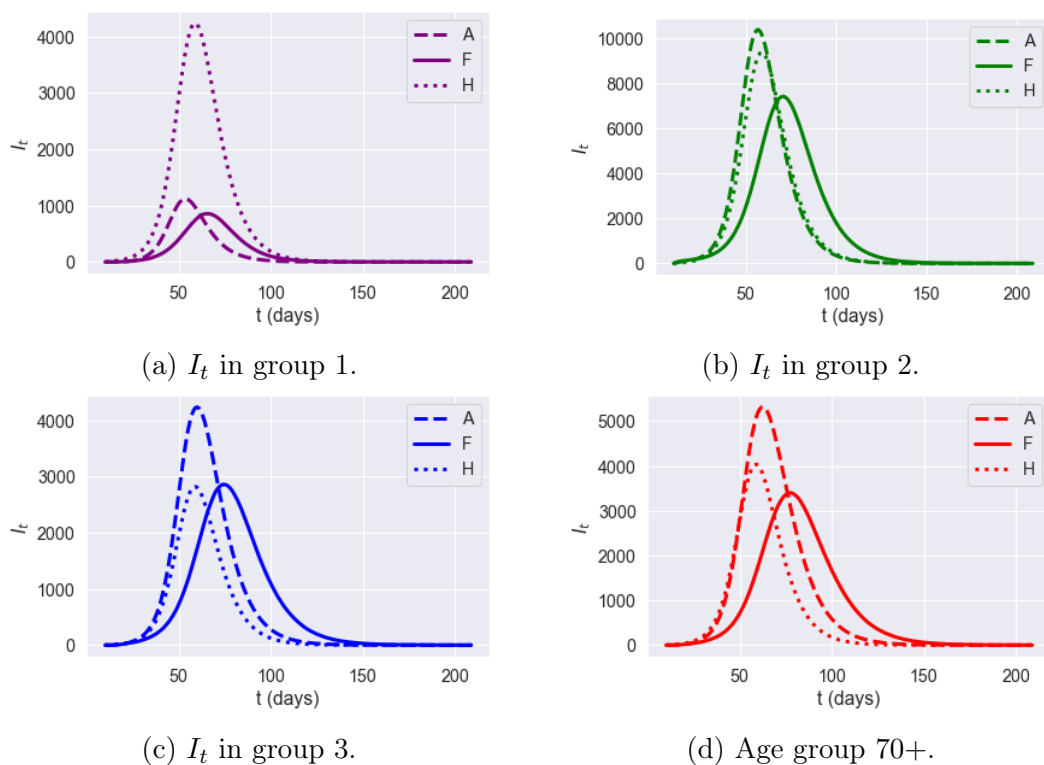 4000
3000
2000
1000
0
I_t
A
F
H
50
100
150
200
t (days)
(a) I_t in group 1.
10000
8000
6000
4000
2000
0
I_t
A
F
H
50
100
150
200
t (days)
(b) I_t in group 2.
4000
3000
2000
1000
0
I_t
A
F
H
50
100
150
200
t (days)
(c) I_t in group 3.
5000
4000
3000
2000
1000
0
I_t
A
F
H
50
100
150
200
t (days)
(d) Age group 70+.